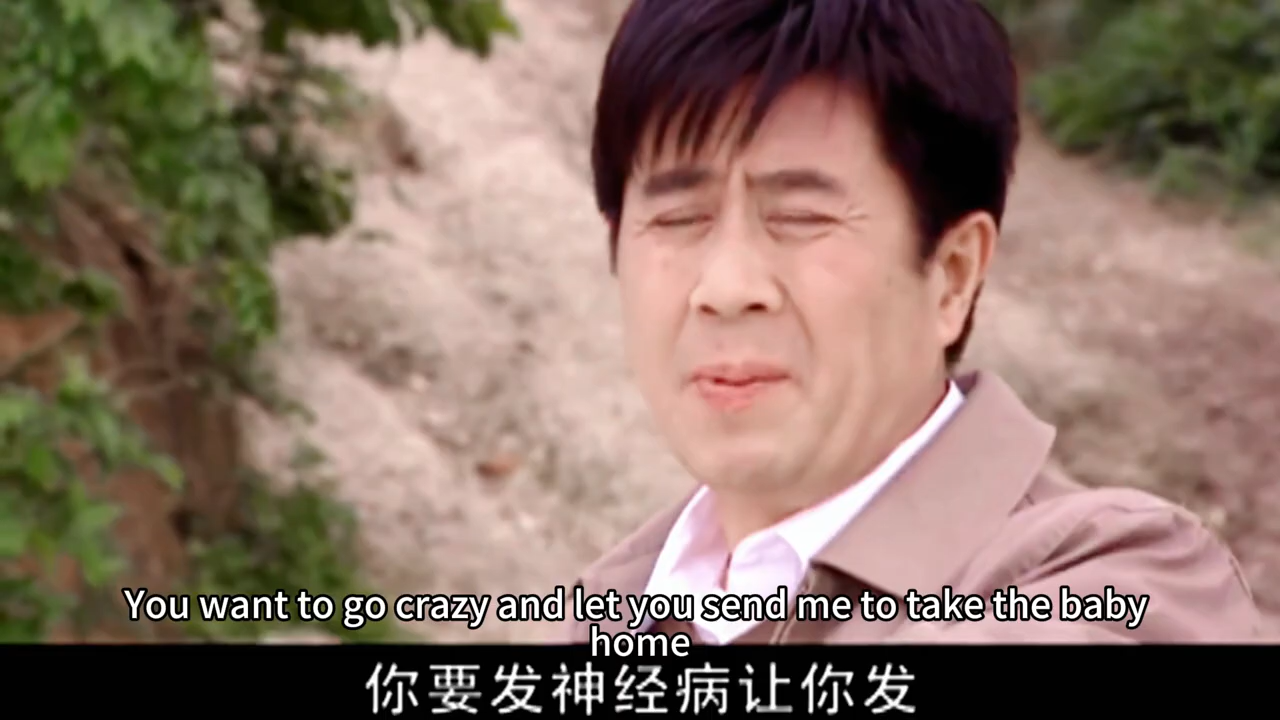 You want to go crazy and let you send me to take the baby
home
你要发神经病让你发